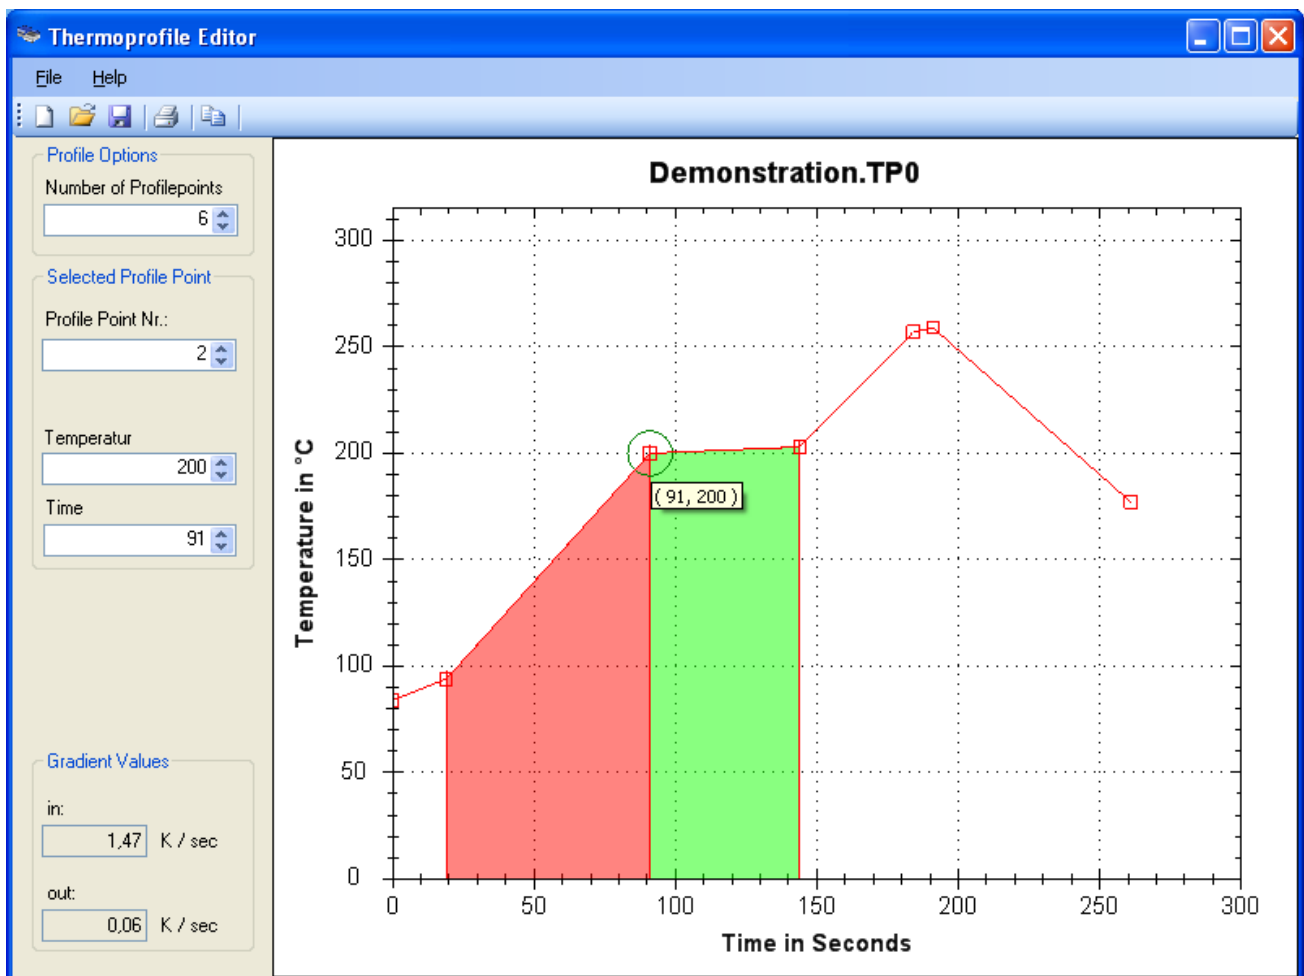 Thermoprofile Editor
File Help
Profile Options
Number of Profilepoints
6
Selected Profile Point
Profile Point Nr.:
2
Temperatur
200
Time
91
Gradient Values
in:
1,47 K / sec
out:
0,06 K / sec
Demonstration.TP0
Temperature in °C
300
250
200
150
100
50
0
( 91, 200 )
0 50 100 150 200 250 300
Time in Seconds